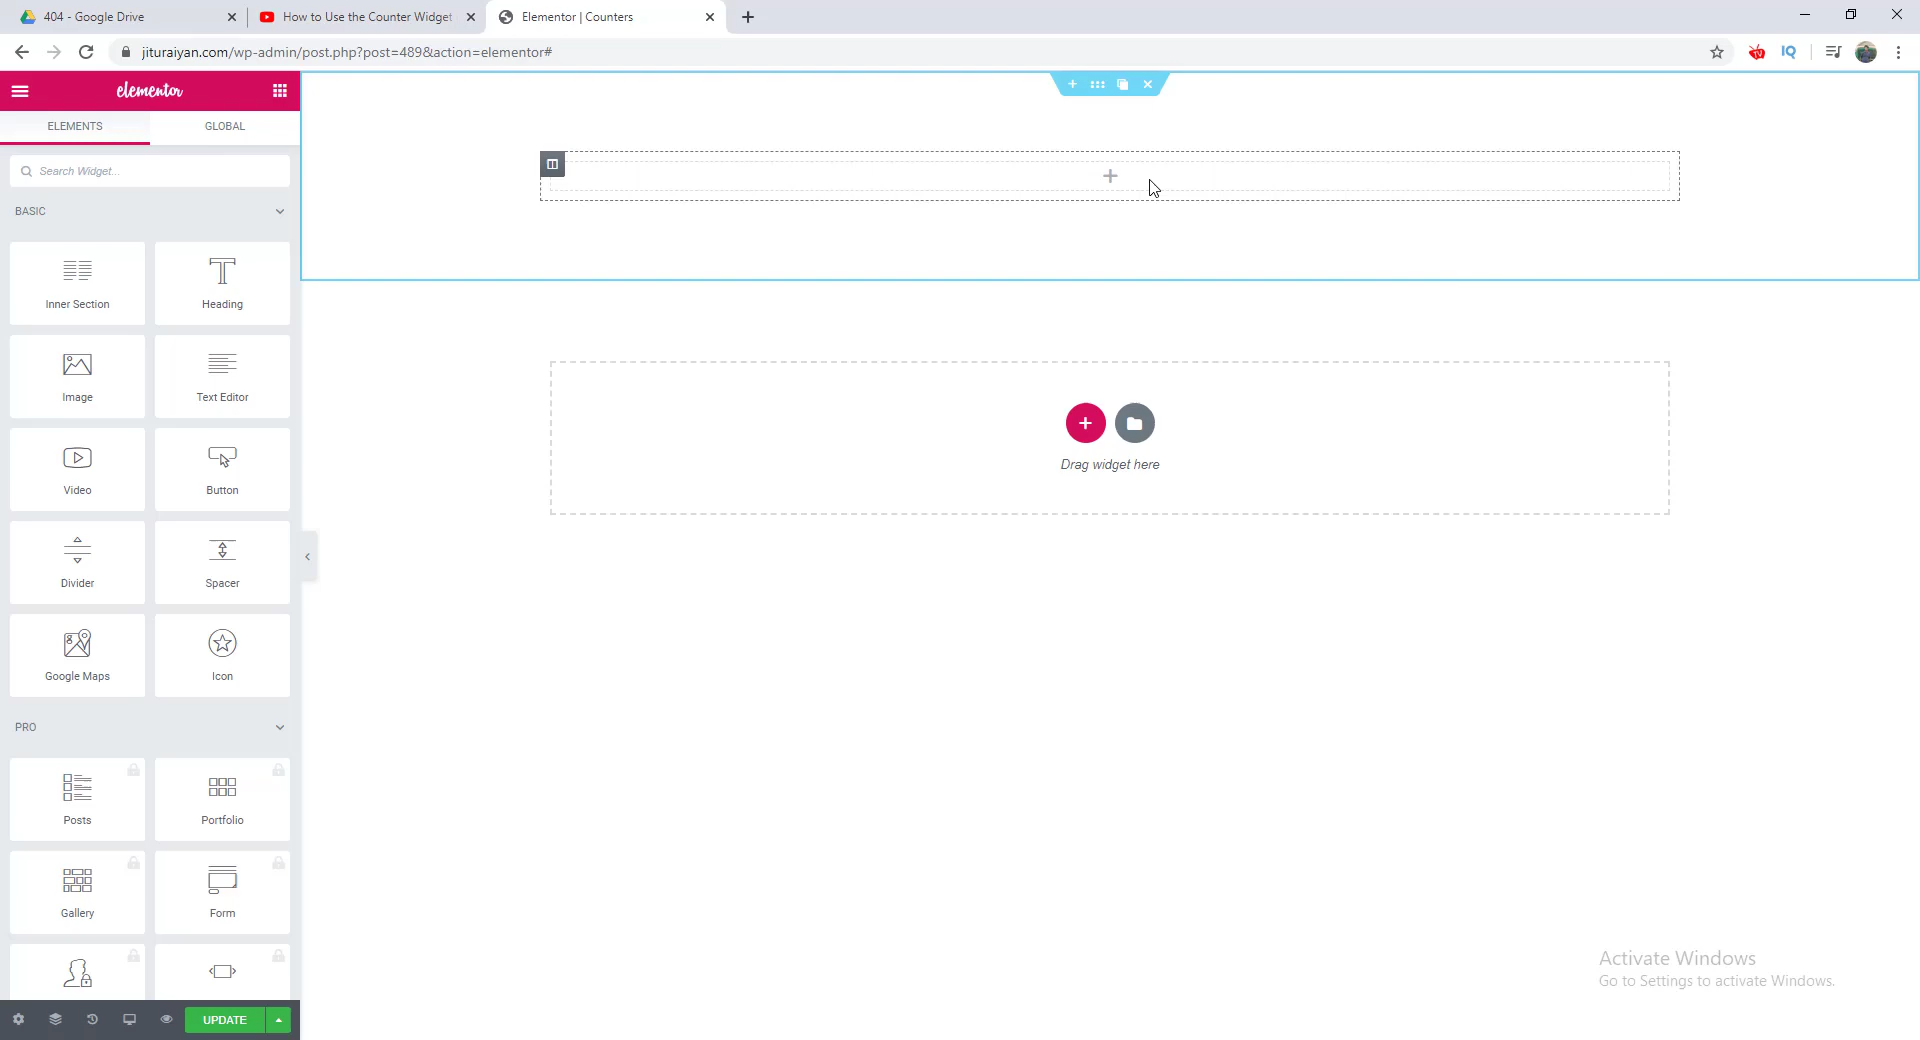 404 - Google Drive
How to Use the Counter Widget
Elementor | Counters
jituraiyan.com/wp-admin/post.php?post=489&action=elementor#
IQ
elementor
ELEMENTS
GLOBAL
Search Widget...
BASIC
Inner Section
Heading
Image
Text Editor
Video
Button
Divider
Spacer
Google Maps
Icon
PRO
Posts
Portfolio
Gallery
Form
UPDATE
Drag widget here
Activate Windows
Go to Settings to activate Windows.